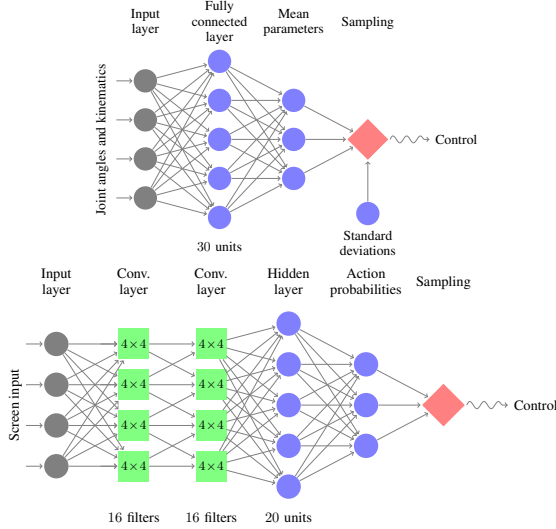 Input
layer
Fully
connected
layer
Mean
parameters
Sampling
Joint angles and kinematics
Control
30 units
Standard
deviations
Input
layer
Conv.
layer
Conv.
layer
Hidden
layer
Action
probabilities
Sampling
Screen input
4×4
4×4
4×4
4×4
4×4
4×4
4×4
4×4
Control
16 filters
16 filters
20 units